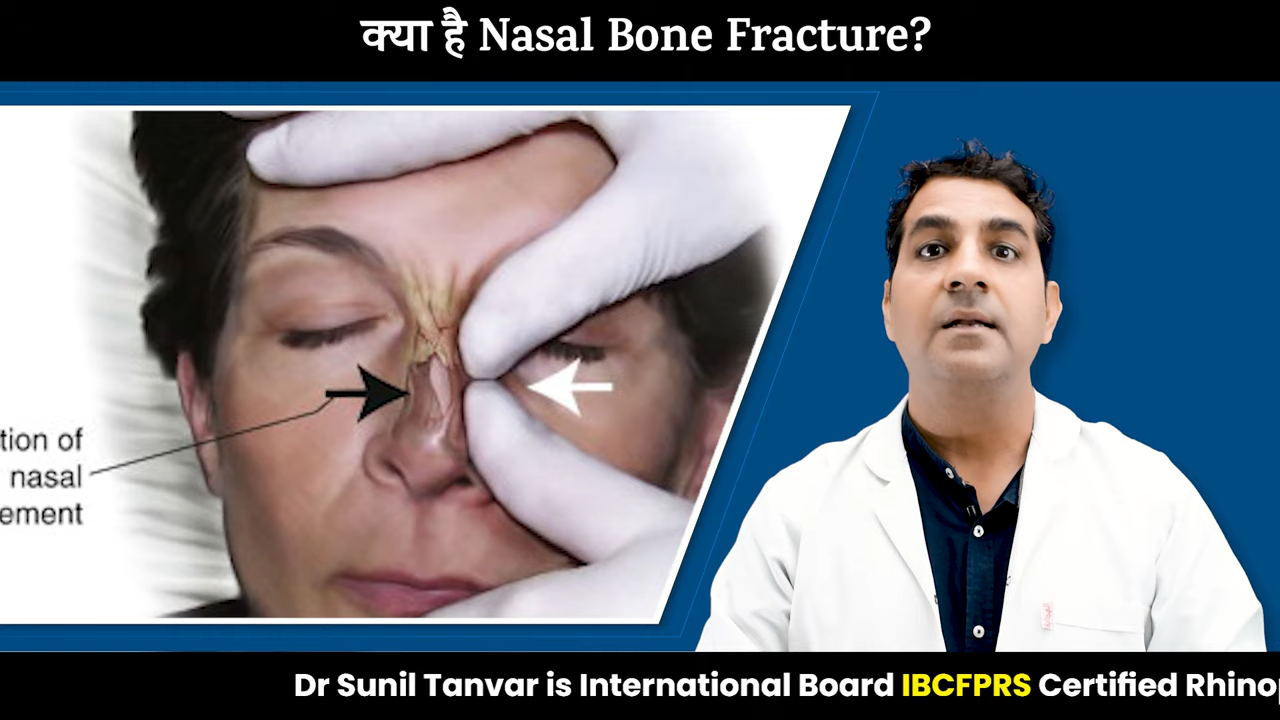 क्या है Nasal Bone Fracture?
tion of
nasal
ement
Dr Sunil Tanvar is International Board IBCFPRS Certified Rhino